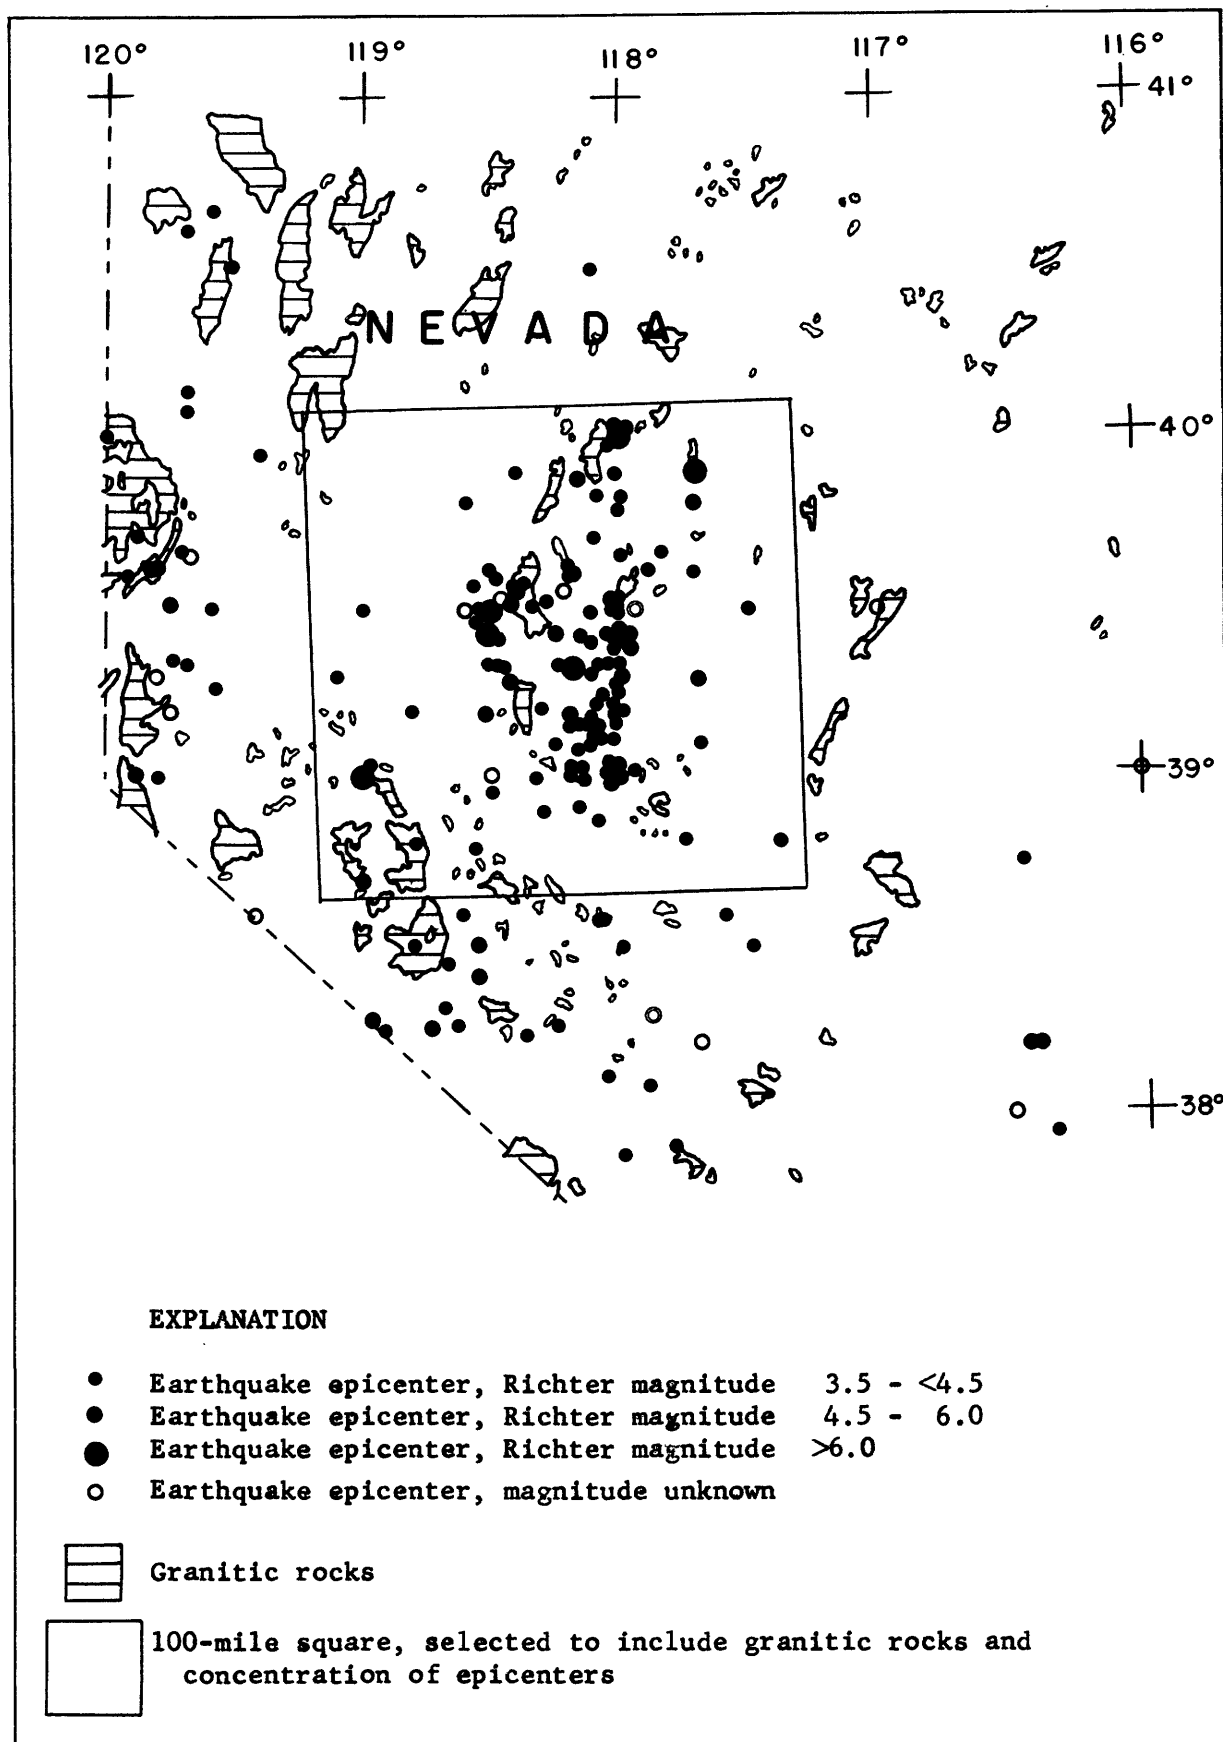 120° 119° 118° 117° 116°
41°
NEVADA
40°
39°
38°
EXPLANATION
Earthquake epicenter, Richter magnitude 3.5 - <4.5
Earthquake epicenter, Richter magnitude 4.5 - 6.0
Earthquake epicenter, Richter magnitude >6.0
Earthquake epicenter, magnitude unknown
Granitic rocks
100-mile square, selected to include granitic rocks and
concentration of epicenters